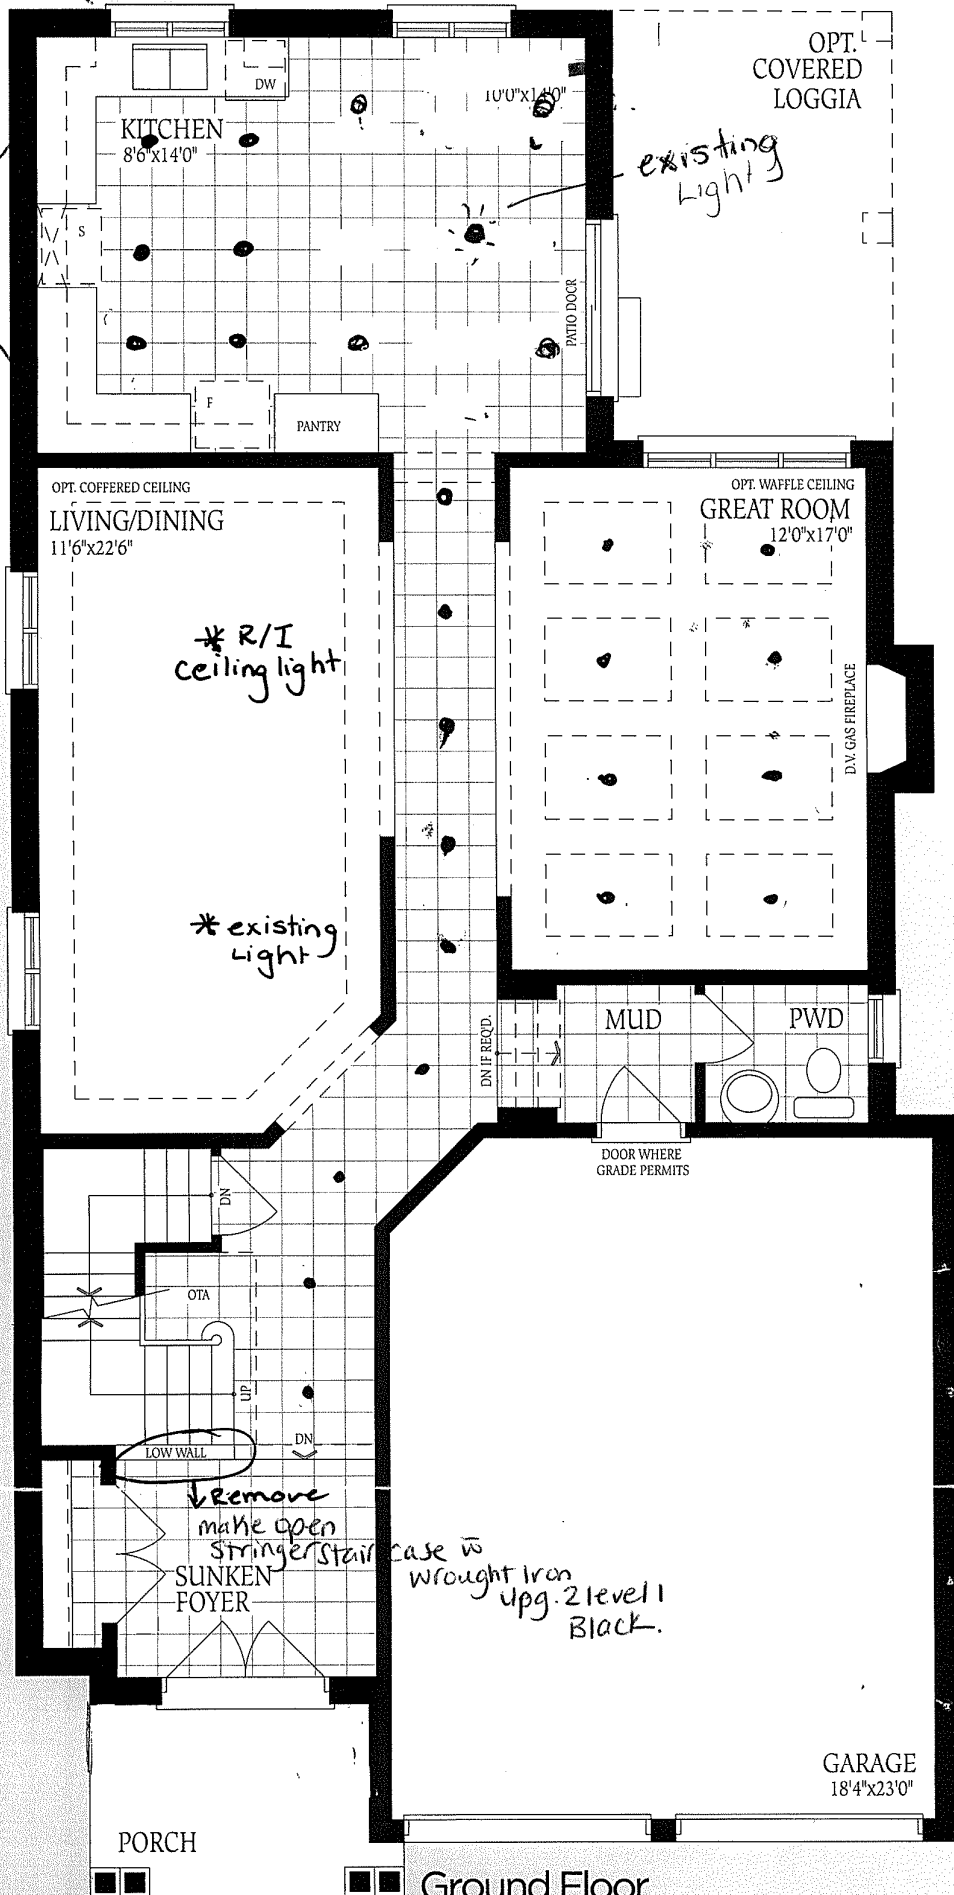 OPT.
COVERED
LOGGIA
DW
10'0"x14'0"
KITCHEN
8'6"x14'0"
existing
Light
S
PATIO DOOR
F
PANTRY
OPT. COFFERED CEILING
LIVING/DINING
11'6"x22'6"
OPT. WAFFLE CEILING
GREAT ROOM
12'0"x17'0"
* R/I
ceiling light
D.V. GAS FIREPLACE
* existing
Light
DN IF REQ'D.
MUD
PWD
DOOR WHERE
GRADE PERMITS
DN
OTA
UP
DN
LOW WALL
Remove
make open
stringer stair case w
wrought Iron
upg. 2 level 1
Black.
SUNKEN
FOYER
GARAGE
18'4"x23'0"
PORCH
Ground Floor